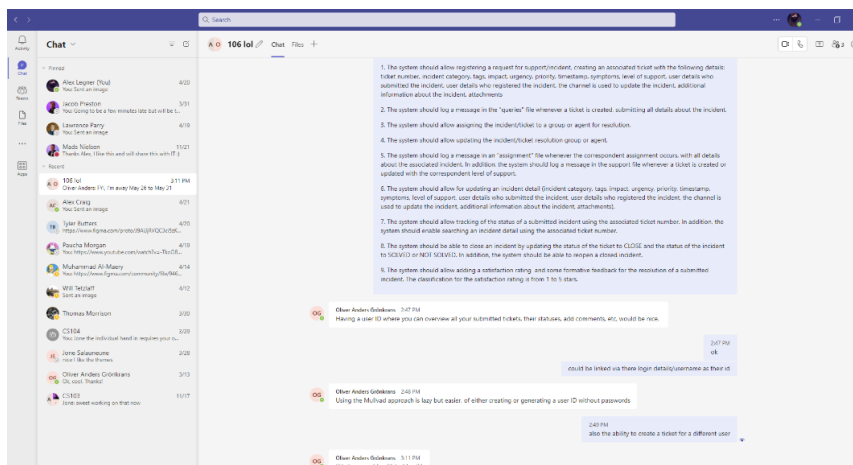 Search
Activity
Chat
Teams
Files
Apps
Chat
Pinned
Alex Legner (You) 4/20
You: Sent an image
Jacob Preston 3/31
You: Going to be a few minutes late but will be t...
Lawrence Parry 4/19
You: Sent an image
Mads Nielsen 11/21
Thanks Alex, I like this and will share this with IT :)
Recent
106 lol 3:11 PM
Oliver Anders: FY, I'm away May 26 to May 31
Alex Craig 4/21
You: Sent an image
Tyler Butters 4/20
Paucha Morgan 4/19
Muhammad Al-Maery 4/14
Will Tetzlaff 4/12
Sent an image
Thomas Morrison 3/30
CS104 3/29
You: Jone the individual hand in requires your a...
Jone Salauneune 3/28
nice I like the themes
Oliver Anders Grönkrans 3/13
Ok, cool. Thanks!
CS103 11/17
Jone: sweet working on that now
AO 106 lol Chat Files
1. The system should allow registering a request for support/incident, creating an associated ticket with the following details:
ticket number, incident category, tags, impact, urgency, priority, timestamp, symptoms, level of support, user details who
submitted the incident, user details who registered the incident, the channel is used to update the incident, additional
information about the incident, attachments
2. The system should log a message in the "queries" file whenever a ticket is created, submitting all details about the incident.
3. The system should allow assigning the incident/ticket to a group or agent for resolution.
4. The system should allow updating the incident/ticket resolution group or agent.
5. The system should log a message in an "assignment" file whenever the correspondent assignment occurs, with all details
about the associated incident. In addition, the system should log a message in the support file whenever a ticket is created or
updated with the correspondent level of support.
6. The system should allow for updating an incident detail (incident category, tags, impact, urgency, priority, timestamp,
symptoms, level of support, user details who submitted the incident, user details who registered the incident, the channel is
used to update the incident, additional information about the incident, attachments).
7. The system should allow tracking of the status of a submitted incident using the associated ticket number. In addition, the
system should enable searching an incident detail using the associated ticket number.
8. The system should be able to close an incident by updating the status of the ticket to CLOSE and the status of the incident
to SOLVED or NOT SOLVED. In addition, the system should be able to reopen a closed incident.
9. The system should allow adding a satisfaction rating, and some formative feedback for the resolution of a submitted
incident. The classification for the satisfaction rating is from 1 to 5 stars.
OG Oliver Anders Grönkrans 2:47 PM
Having a user ID where you can overview all your submitted tickets, their statuses, add comments, etc, would be nice.
2:47 PM
ok
could be linked via there login details/username as their id
OG Oliver Anders Grönkrans 2:48 PM
Using the Mullvad approach is lazy but easier, of either creating or generating a user ID without passwords
2:49 PM
also the ability to create a ticket for a different user
OG Oliver Anders Grönkrans 3:11 PM